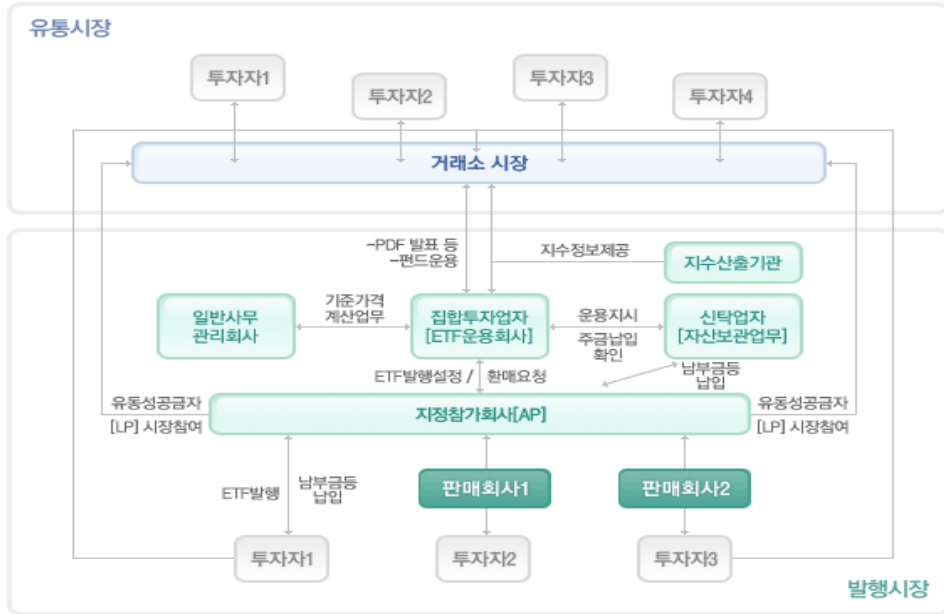 유통시장
투자자1
투자자2
투자자3
투자자4
거래소 시장
-PDF 발표 등
-펀드운용
지수정보제공
지수산출기관
일반사무
관리회사
기준가격
계산업무
집합투자업자
[ETF운용회사]
운용지시
주금납입
확인
신탁업자
[자산보관업무]
ETF발행설정 / 환매요청
남부금등
납입
유동성공급자
[LP] 시장참여
지정참가회사[AP]
유동성공급자
[LP] 시장참여
ETF발행
남부금등
납입
판매회사1
판매회사2
투자자1
투자자2
투자자3
발행시장